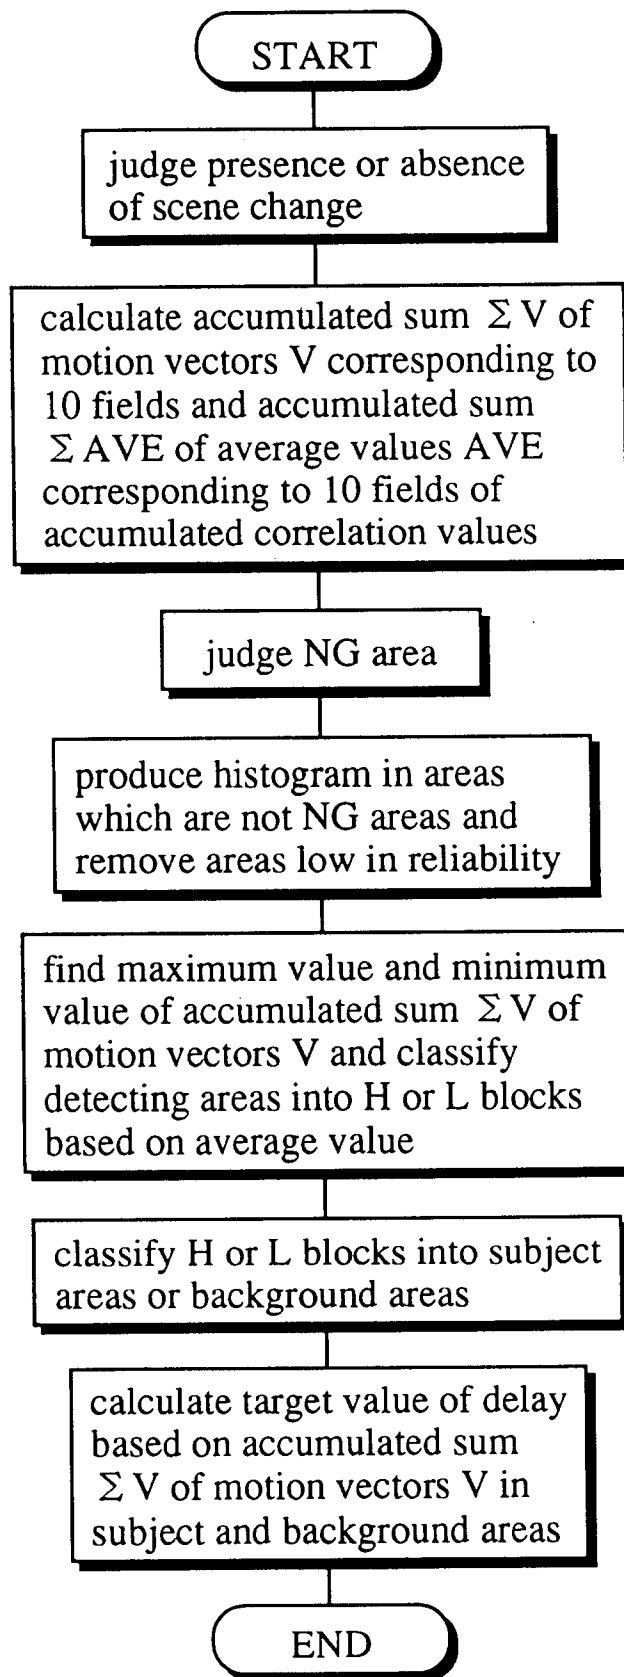 START
judge presence or absence
of scene change
calculate accumulated sum Σ V of
motion vectors V corresponding to
10 fields and accumulated sum
Σ AVE of average values AVE
corresponding to 10 fields of
accumulated correlation values
judge NG area
produce histogram in areas
which are not NG areas and
remove areas low in reliability
find maximum value and minimum
value of accumulated sum Σ V of
motion vectors V and classify
detecting areas into H or L blocks
based on average value
classify H or L blocks into subject
areas or background areas
calculate target value of delay
based on accumulated sum
Σ V of motion vectors V in
subject and background areas
END